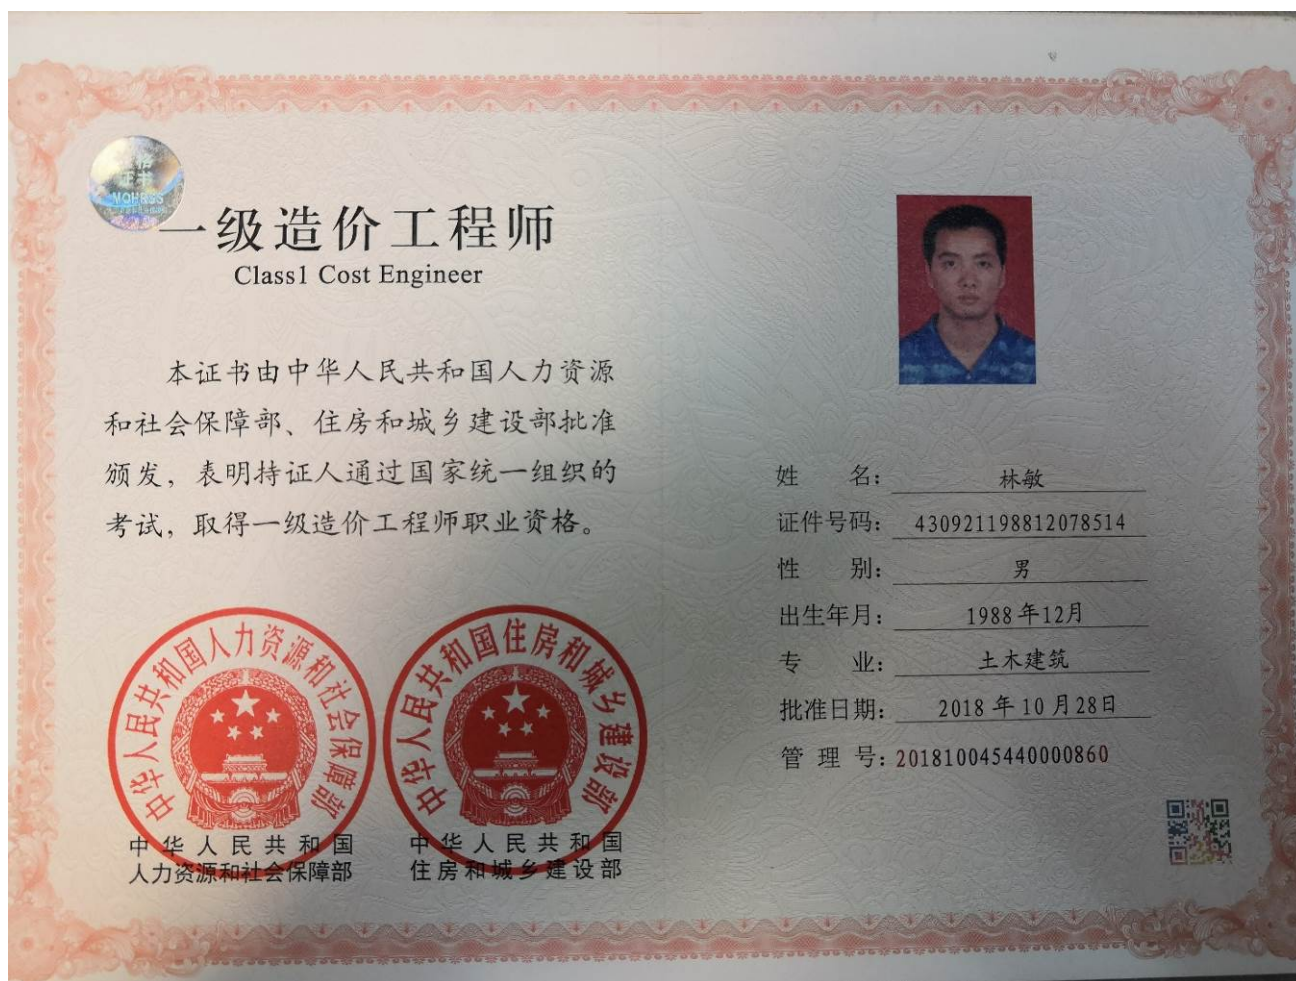 格
证书
MOHRSS
一级造价工程师
Class1 Cost Engineer
本证书由中华人民共和国人力资源
和社会保障部、住房和城乡建设部批准
颁发，表明持证人通过国家统一组织的
考试，取得一级造价工程师职业资格。
中华人民共和国人力资源和社会保障部
中华人民共和国住房和城乡建设部
中华人民共和国
人力资源和社会保障部
中华人民共和国
住房和城乡建设部
姓 名： 林敏
证件号码： 430921198812078514
性 别： 男
出生年月： 1988年12月
专 业： 土木建筑
批准日期： 2018年10月28日
管 理 号: 201810045440000860